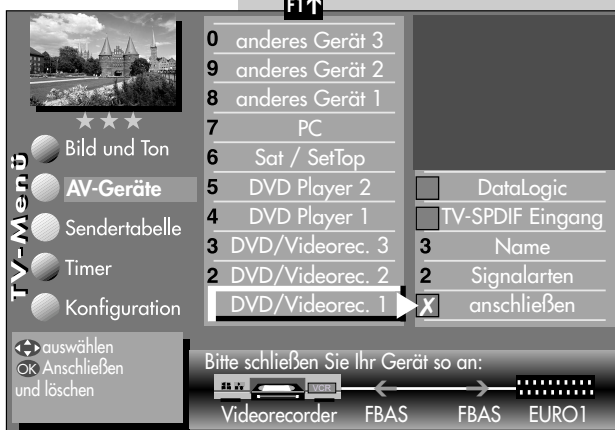 F1↑
TV-Menü
Bild und Ton
AV-Geräte
Sendertabelle
Timer
Konfiguration
0 anderes Gerät 3
9 anderes Gerät 2
8 anderes Gerät 1
7 PC
6 Sat / SetTop
5 DVD Player 2
4 DVD Player 1
3 DVD/Videorec. 3
2 DVD/Videorec. 2
DVD/Videorec. 1
DataLogic
TV-SPDIF Eingang
3 Name
2 Signalarten
X anschließen
auswählen
OK Anschließen
und löschen
Bitte schließen Sie Ihr Gerät so an:
VCR
Videorecorder FBAS FBAS EURO1